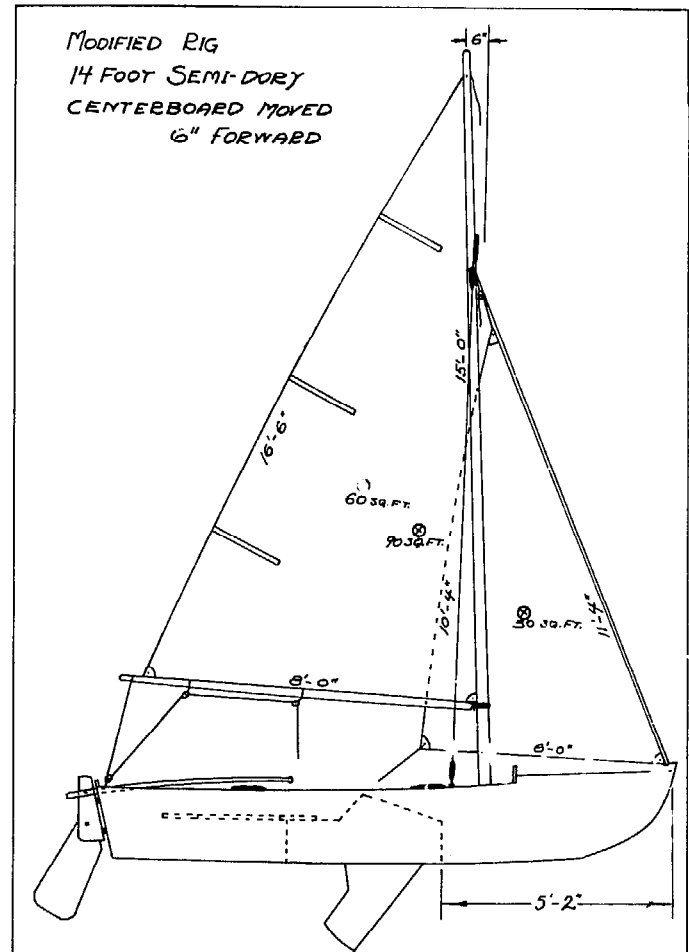 MODIFIED RIG
14 FOOT SEMI-DORY
CENTERBOARD MOVED
6" FORWARD
6"
15'-0"
16'-6"
60 SQ.FT.
90 SQ.FT.
10'-4"
30 SQ.FT.
11'-4"
8'-0"
6'-0"
5'-2"